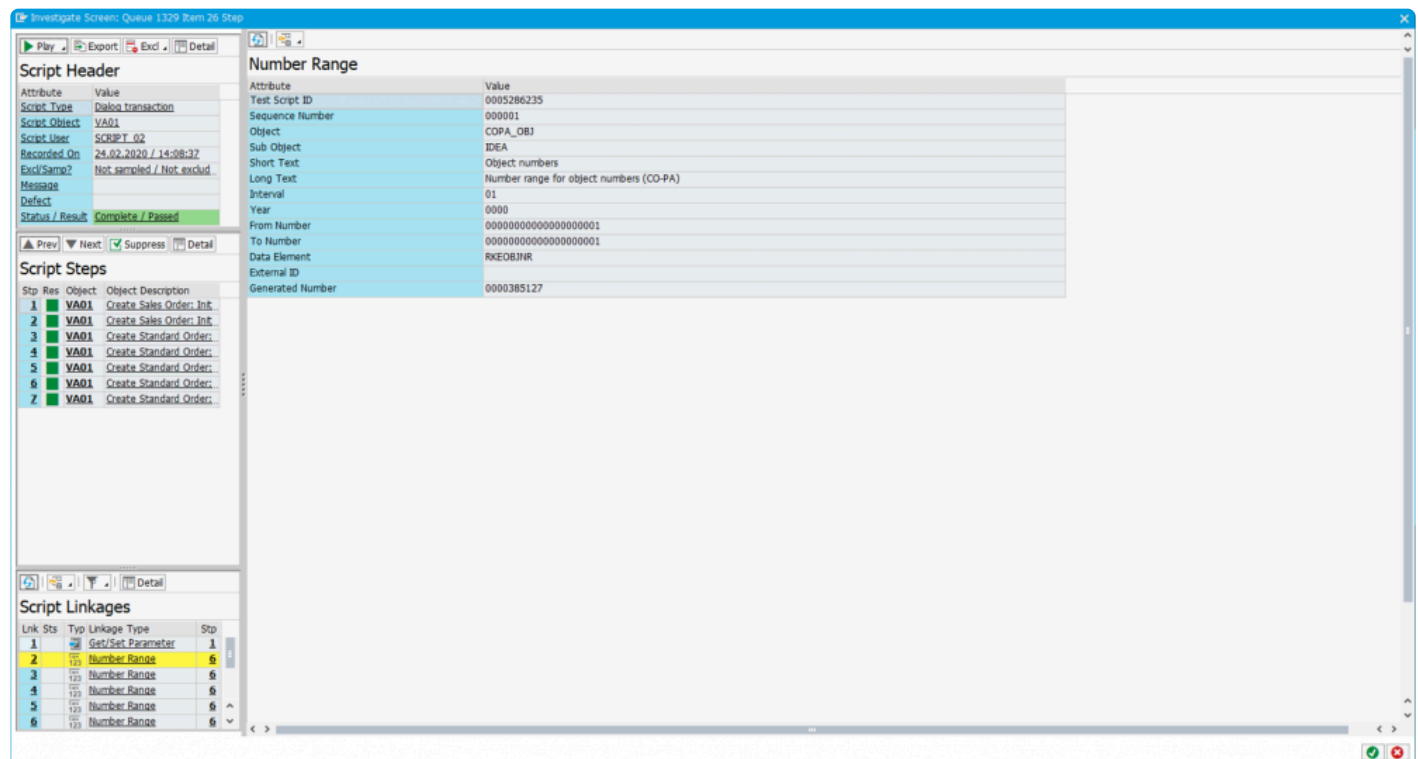 Investigate Screen: Queue 1329 Item 26 Step
Play Export Excl Detail
Script Header
Attribute Value
Script Type Dialog transaction
Script Object VA01
Script User SCRIPT_02
Recorded On 24.02.2020 / 14:08:37
Excl/Samp? Not sampled / Not exclud
Message
Defect
Status / Result Complete / Passed
Prev Next Suppress Detail
Script Steps
Stp Res Object Object Description
1 VA01 Create Sales Order: Init
2 VA01 Create Sales Order: Init
3 VA01 Create Standard Order:
4 VA01 Create Standard Order:
5 VA01 Create Standard Order:
6 VA01 Create Standard Order:
7 VA01 Create Standard Order:
Detail
Script Linkages
Lnk Sts Typ Linkage Type Stp
1 Get/Set Parameter 1
2 123 Number Range 6
3 123 Number Range 6
4 123 Number Range 6
5 123 Number Range 6
6 123 Number Range 6
Number Range
Attribute Value
Test Script ID 0005286235
Sequence Number 000001
Object COPA_OBJ
Sub Object IDEA
Short Text Object numbers
Long Text Number range for object numbers (CO-PA)
Interval 01
Year 0000
From Number 00000000000000000001
To Number 00000000000000000001
Data Element RKEOBJNR
External ID
Generated Number 0000385127